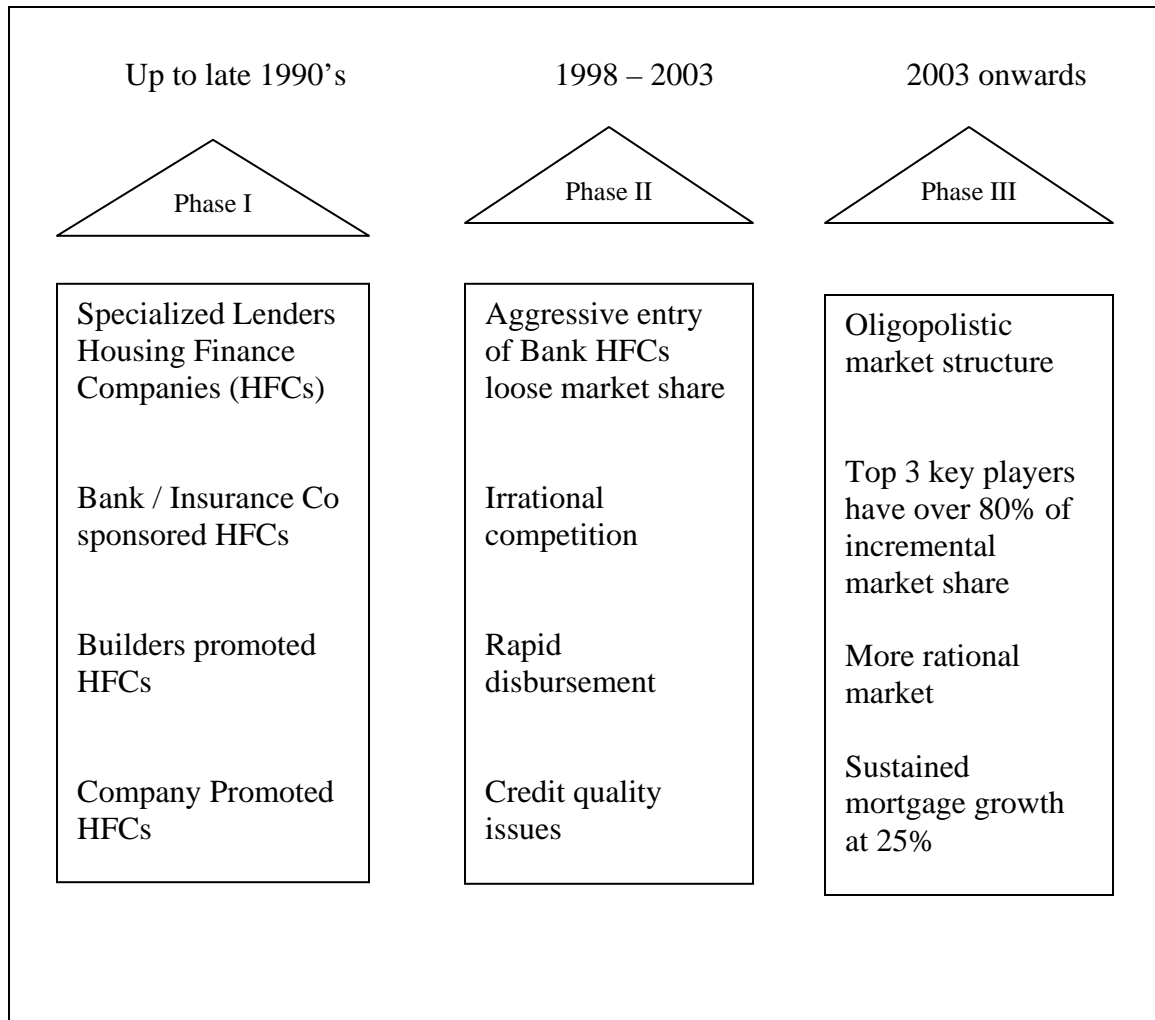 Up to late 1990's
1998 – 2003
2003 onwards
Phase I
Phase II
Phase III
Specialized Lenders
Housing Finance
Companies (HFCs)
Bank / Insurance Co
sponsored HFCs
Builders promoted
HFCs
Company Promoted
HFCs
Aggressive entry
of Bank HFCs
loose market share
Irrational
competition
Rapid
disbursement
Credit quality
issues
Oligopolistic
market structure
Top 3 key players
have over 80% of
incremental
market share
More rational
market
Sustained
mortgage growth
at 25%